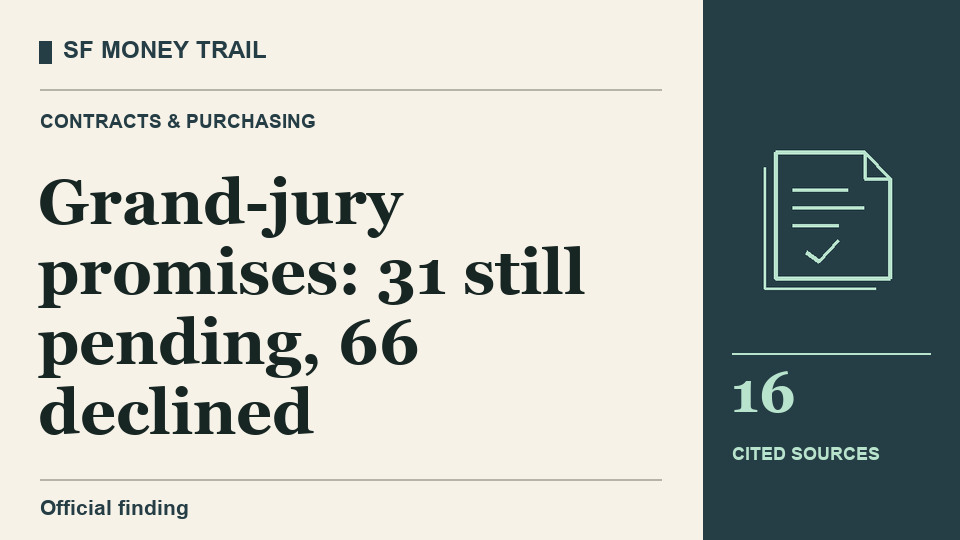 SF MONEY TRAIL
CONTRACTS & PURCHASING
Grand-jury
promises: 31 still
pending, 66
declined
Official finding
16
CITED SOURCES